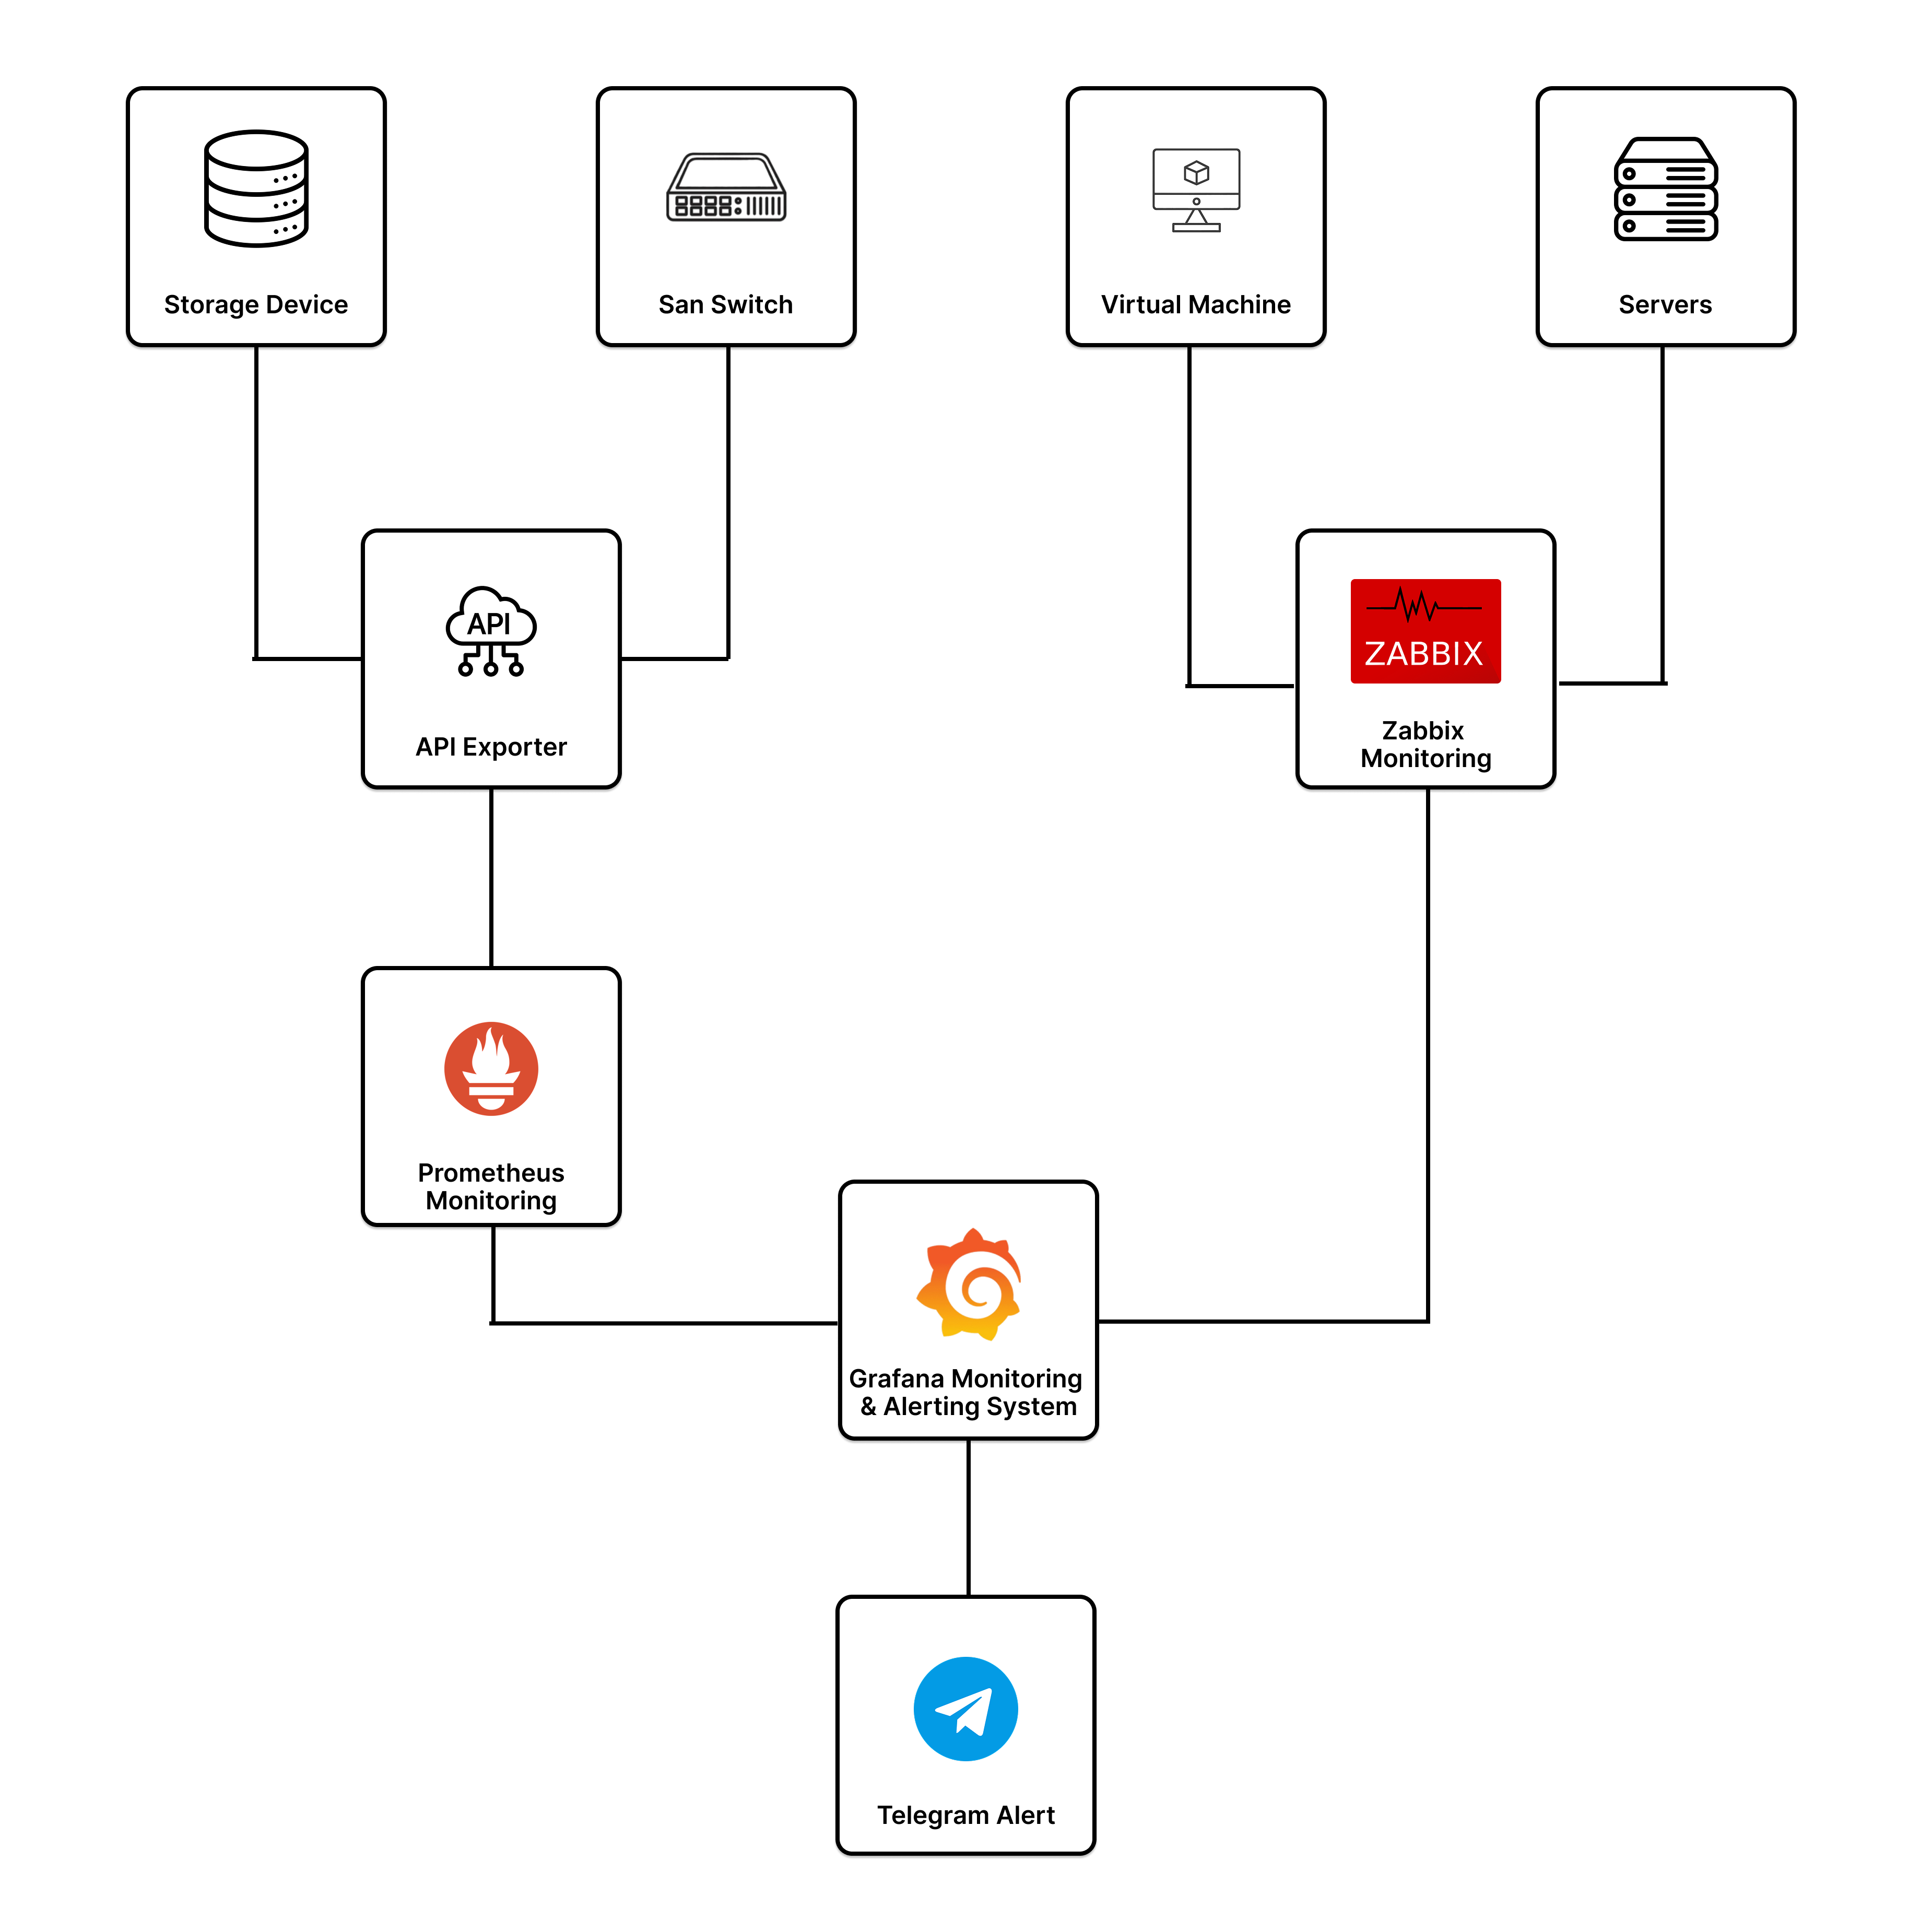 Storage Device
San Switch
Virtual Machine
Servers
API
API Exporter
ZABBIX
Zabbix
Monitoring
Prometheus
Monitoring
Grafana Monitoring
& Alerting System
Telegram Alert